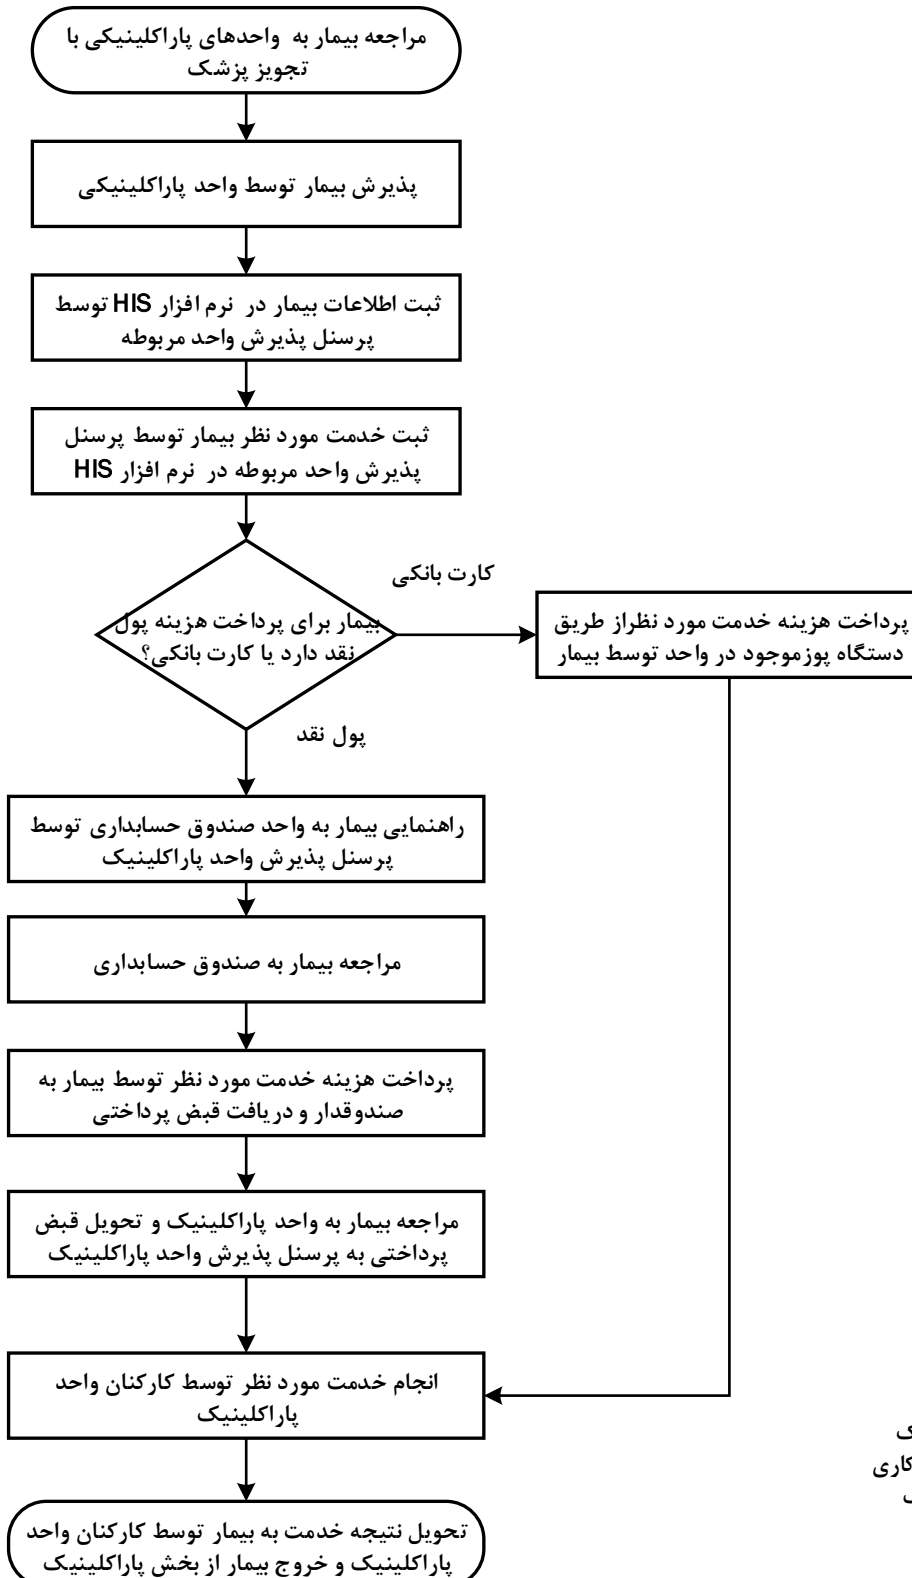 مراجعه بیمار به واحدهای پاراکلینیکی با
تجویز پزشک
پذیرش بیمار توسط واحد پاراکلینیکی
ثبت اطلاعات بیمار در نرم افزار HIS توسط
پرسنل پذیرش واحد مربوطه
ثبت خدمت مورد نظر بیمار توسط پرسنل
پذیرش واحد مربوطه در نرم افزار HIS
بیمار برای پرداخت هزینه پول
نقد دارد یا کارت بانکی؟
کارت بانکی
پرداخت هزینه خدمت مورد نظراز طریق
دستگاه پوزموجود در واحد توسط بیمار
پول نقد
راهنمایی بیمار به واحد صندوق حسابداری توسط
پرسنل پذیرش واحد پاراکلینیک
مراجعه بیمار به صندوق حسابداری
پرداخت هزینه خدمت مورد نظر توسط بیمار به
صندوقدار و دریافت قبض پرداختی
مراجعه بیمار به واحد پاراکلینیک و تحویل قبض
پرداختی به پرسنل پذیرش واحد پاراکلینیک
انجام خدمت مورد نظر توسط کارکنان واحد
پاراکلینیک
تحویل نتیجه خدمت به بیمار توسط کارکنان واحد
پاراکلینیک و خروج بیمار از بخش پاراکلینیک